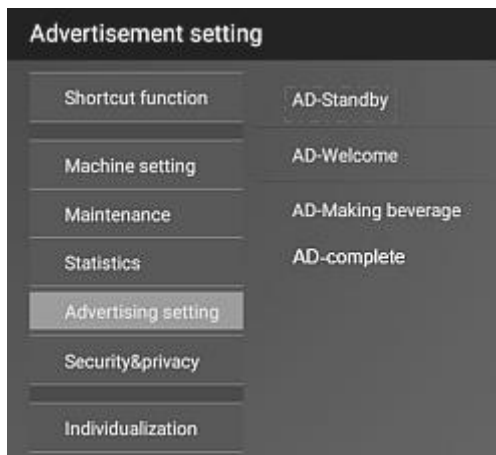 Advertisement setting
Shortcut function
Machine setting
Maintenance
Statistics
Advertising setting
Security&privacy
Individualization
AD-Standby
AD-Welcome
AD-Making beverage
AD-complete